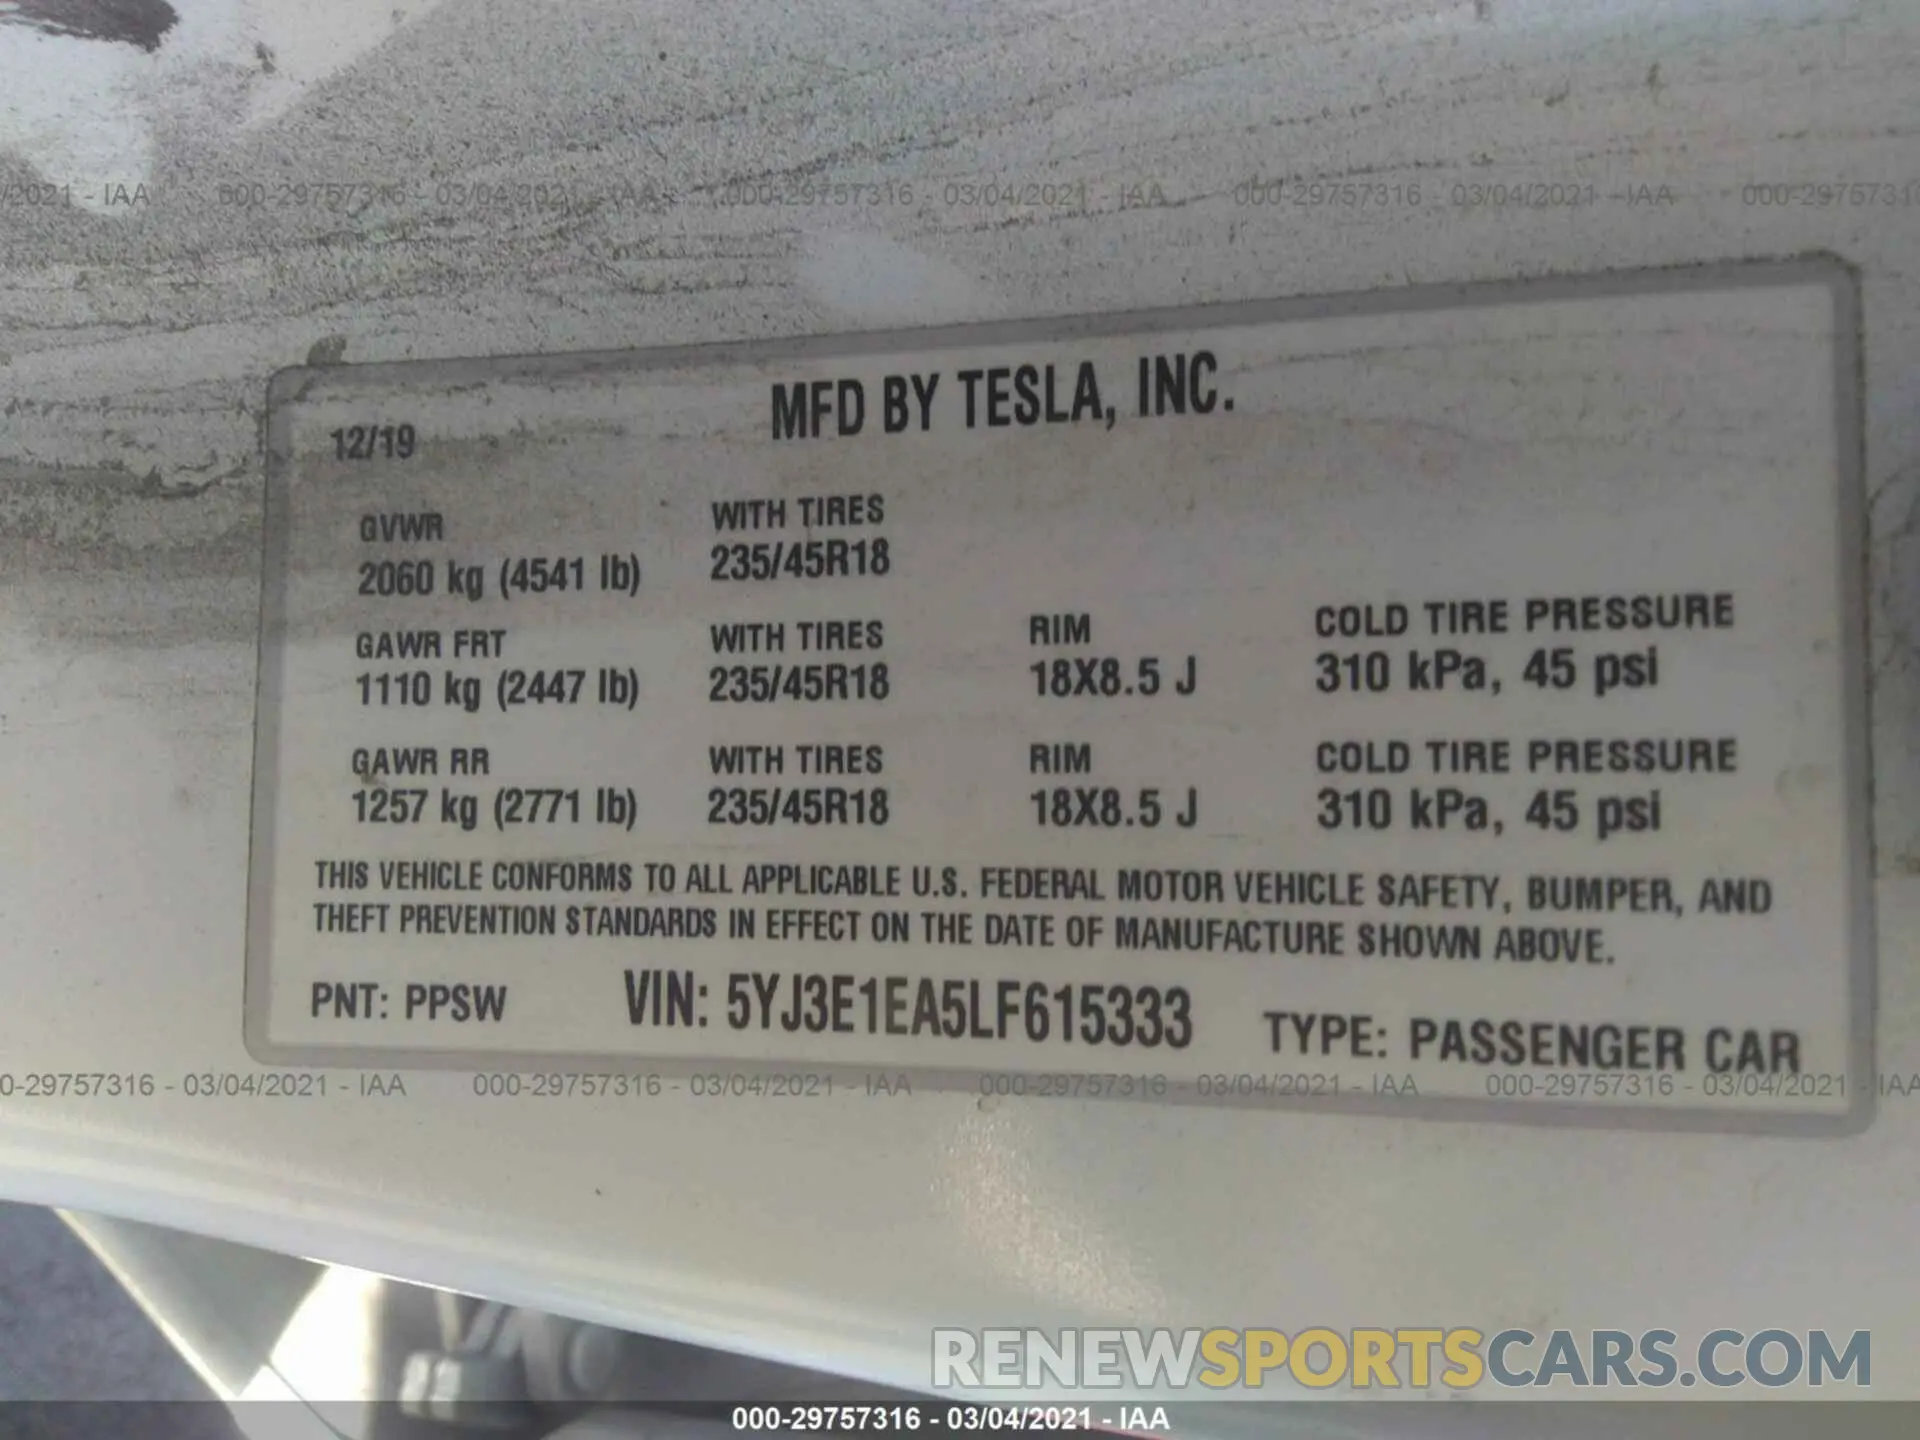 /2021 - IAA 000-29757316 - 03/04/2021 - IAA 000-29757316 - 03/04/2021 - IAA 000-29757316 - 03/04/2021 - IAA 000-2975731
MFD BY TESLA, INC.
12/19
GVWR WITH TIRES
2060 kg (4541 lb) 235/45R18
GAWR FRT WITH TIRES RIM COLD TIRE PRESSURE
1110 kg (2447 lb) 235/45R18 18X8.5 J 310 kPa, 45 psi
GAWR RR WITH TIRES RIM COLD TIRE PRESSURE
1257 kg (2771 lb) 235/45R18 18X8.5 J 310 kPa, 45 psi
THIS VEHICLE CONFORMS TO ALL APPLICABLE U.S. FEDERAL MOTOR VEHICLE SAFETY, BUMPER, AND
THEFT PREVENTION STANDARDS IN EFFECT ON THE DATE OF MANUFACTURE SHOWN ABOVE.
PNT: PPSW VIN: 5YJ3E1EA5LF615333 TYPE: PASSENGER CAR
0-29757316 - 03/04/2021 - IAA 000-29757316 - 03/04/2021 - IAA 000-29757316 - 03/04/2021 - IAA 000-29757316 - 03/04/2021 - IAA
RENEWSPORTSCARS.COM
000-29757316 - 03/04/2021 - IAA